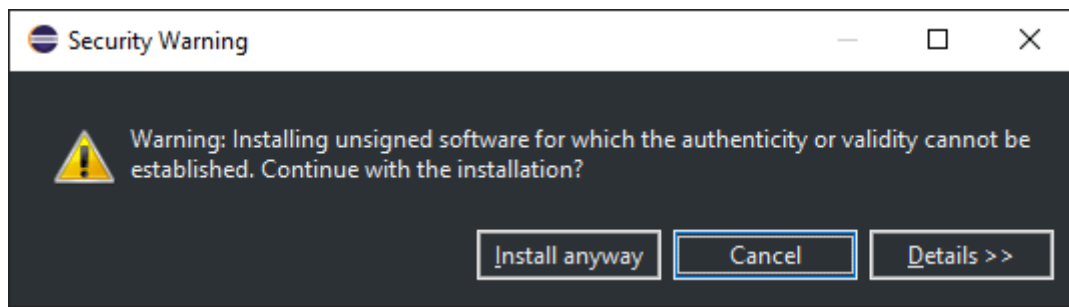 Security Warning
Warning: Installing unsigned software for which the authenticity or validity cannot be
established. Continue with the installation?
Install anyway
Cancel
Details >>